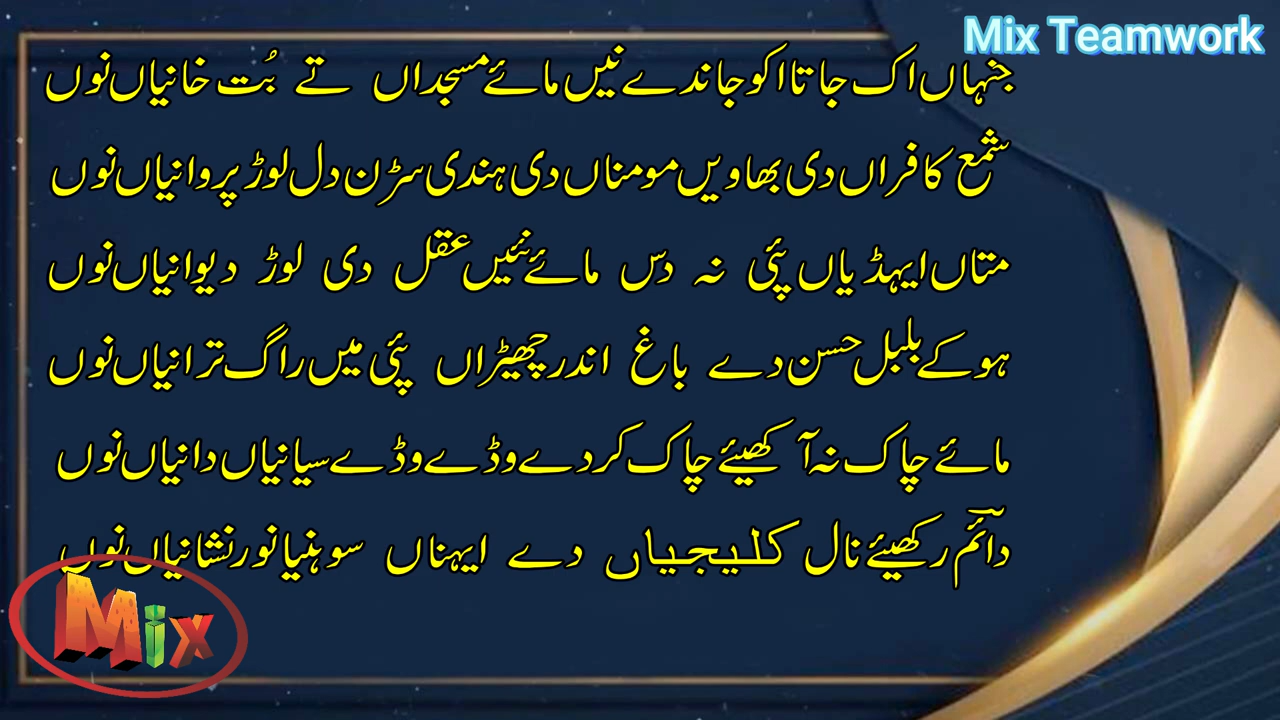 Mix Teamwork
جنہاں اک جاتا اکو جاندے نیں مائے مسجداں تے بُت خانیاں نوں
شمع کافراں دی بھاویں مومناں دی ہندی سڑن دل لوڑ پروانیاں نوں
متاں ایہڈیاں پئی نہ دس مائے نئیں عقل دی لوڑ دیوانیاں نوں
ہوکے بلبل حسن دے باغ اندر چھیڑاں پئی میں راگ ترانیاں نوں
مائے چاک نہ آکھیئے چاک کردے وڈے وڈے سیانیاں دانیاں نوں
دائم رکھیئے نال کلیجیاں دے ایہناں سوہنیا نور نشانیاں نوں
Mix